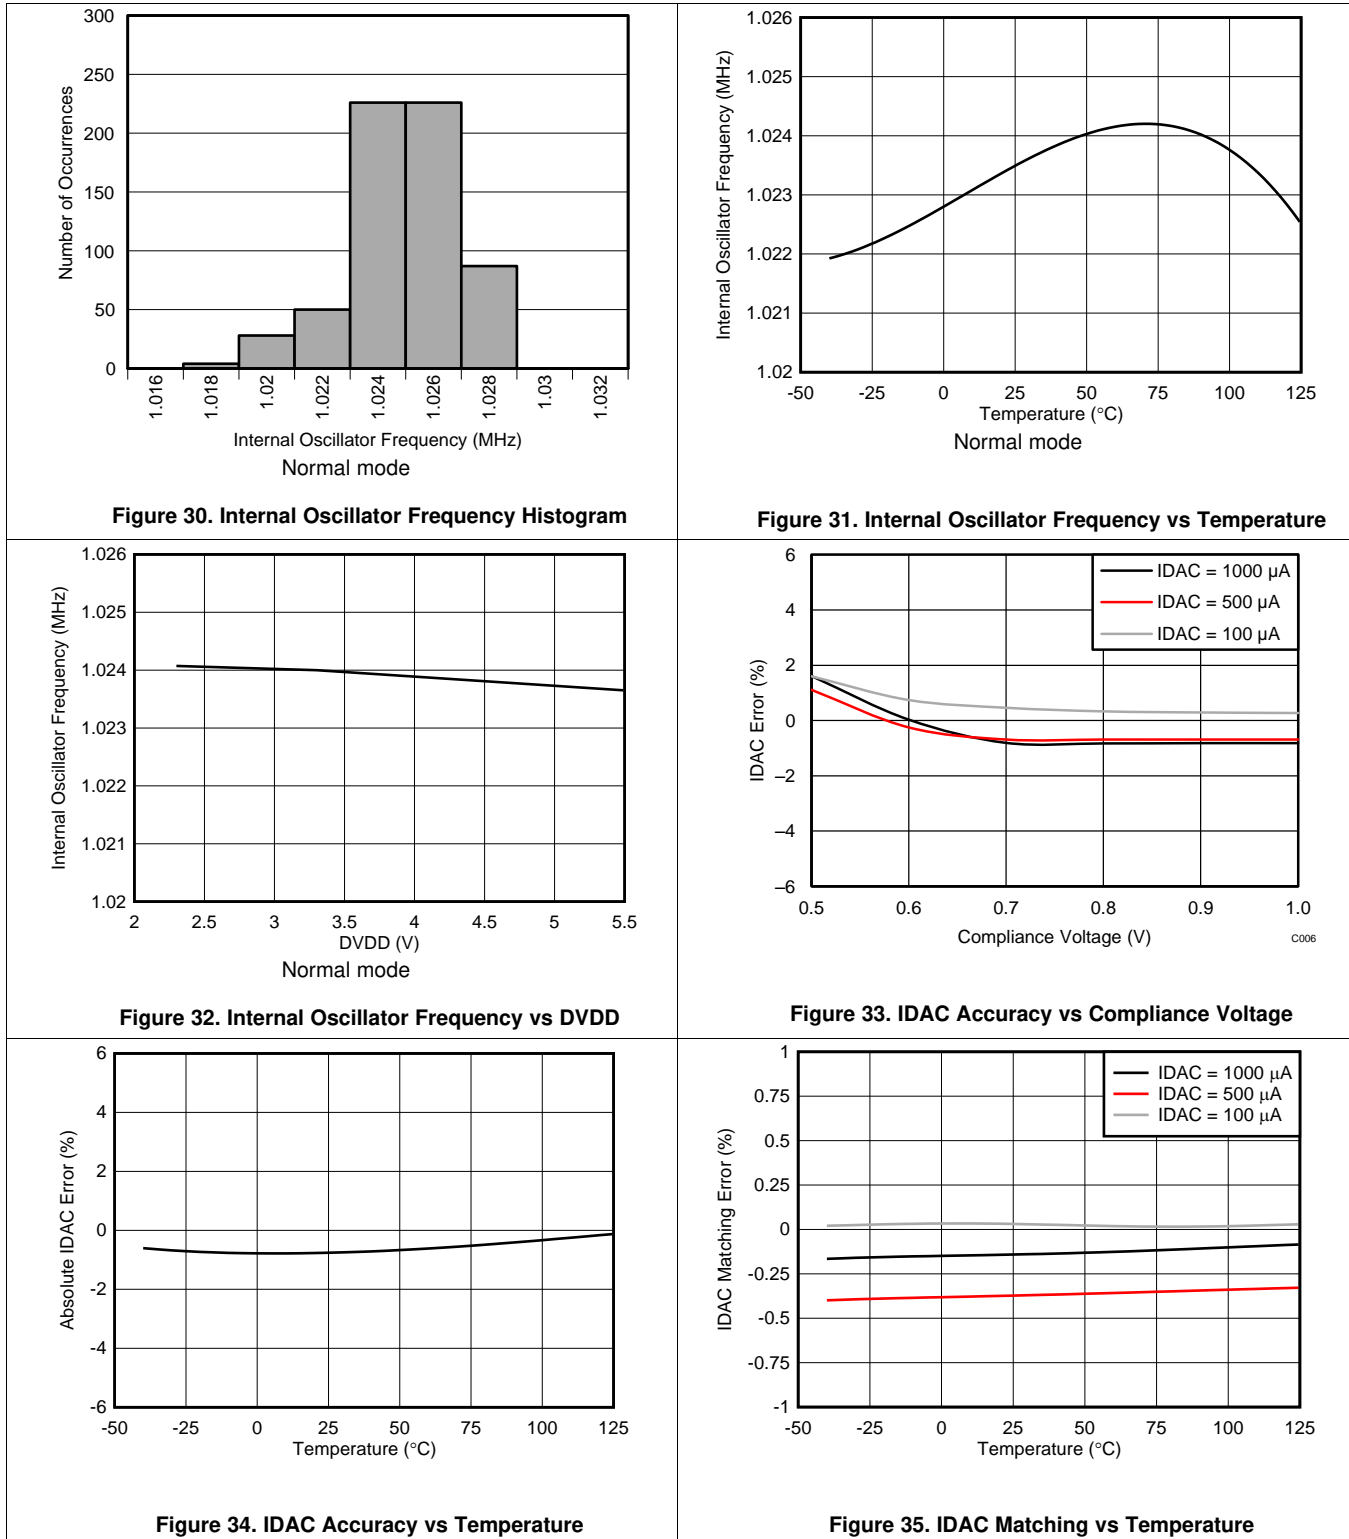 300
250
200
150
100
50
0
Number of Occurrences
1.016
1.018
1.02
1.022
1.024
1.026
1.028
1.03
1.032
Internal Oscillator Frequency (MHz)
Normal mode
Figure 30. Internal Oscillator Frequency Histogram
1.026
1.025
1.024
1.023
1.022
1.021
1.02
Internal Oscillator Frequency (MHz)
-50 -25 0 25 50 75 100 125
Temperature (°C)
Normal mode
Figure 31. Internal Oscillator Frequency vs Temperature
1.026
1.025
1.024
1.023
1.022
1.021
1.02
Internal Oscillator Frequency (MHz)
2 2.5 3 3.5 4 4.5 5 5.5
DVDD (V)
Normal mode
Figure 32. Internal Oscillator Frequency vs DVDD
6
4
2
0
–2
–4
–6
IDAC Error (%)
IDAC = 1000 µA
IDAC = 500 µA
IDAC = 100 µA
0.5 0.6 0.7 0.8 0.9 1.0
Compliance Voltage (V)
C006
Figure 33. IDAC Accuracy vs Compliance Voltage
6
4
2
0
-2
-4
-6
Absolute IDAC Error (%)
-50 -25 0 25 50 75 100 125
Temperature (°C)
Figure 34. IDAC Accuracy vs Temperature
1
0.75
0.5
0.25
0
-0.25
-0.5
-0.75
-1
IDAC Matching Error (%)
IDAC = 1000 µA
IDAC = 500 µA
IDAC = 100 µA
-50 -25 0 25 50 75 100 125
Temperature (°C)
Figure 35. IDAC Matching vs Temperature